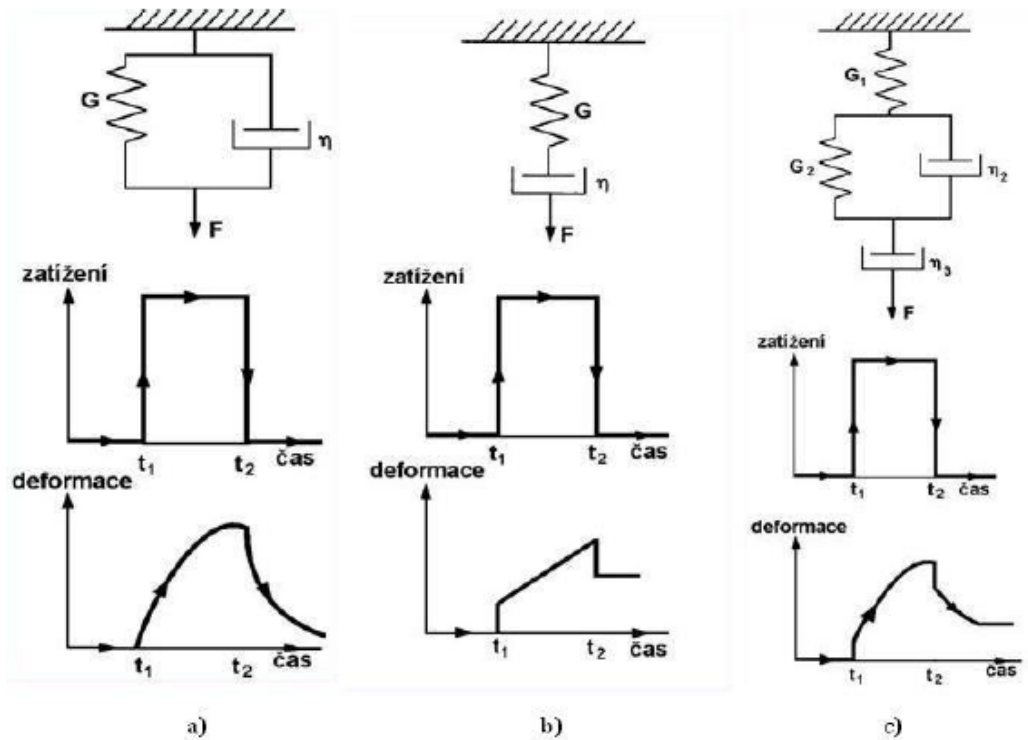 G
η
F
zatížení
t₁
t₂
čas
deformace
t₁
t₂
čas
a)
G
η
F
zatížení
t₁
t₂
čas
deformace
t₁
t₂
čas
b)
G₁
G₂
η₂
η₃
F
zatížení
t₁
t₂
čas
deformace
t₁
t₂
čas
c)